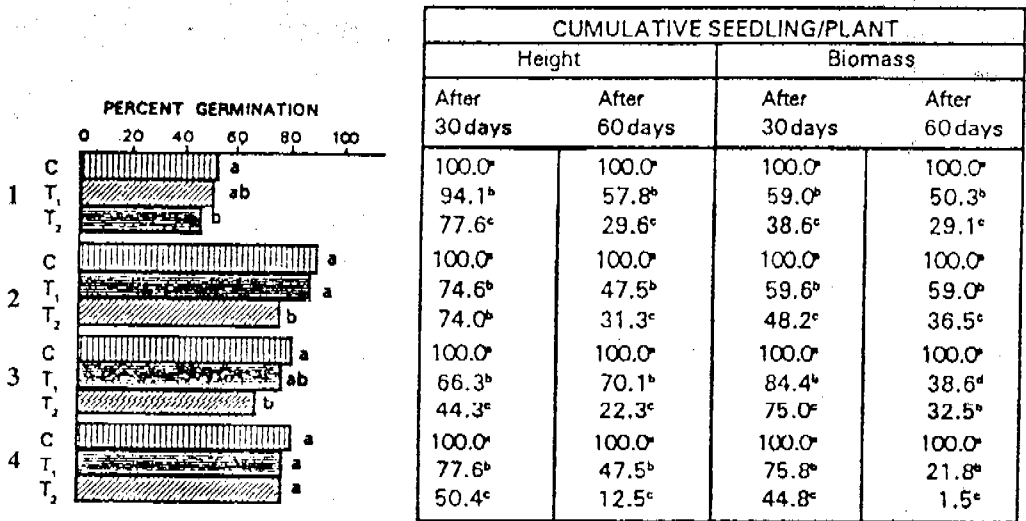 PERCENT GERMINATION
0 20 40 60 80 100
1
C a
T₁ ab
T₂ b
2
C a
T₁ a
T₂ b
3
C a
T₁ ab
T₂ b
4
C a
T₁ a
T₂ a
CUMULATIVE SEEDLING/PLANT
Height Biomass
After After After After
30 days 60 days 30 days 60 days
100.0ᵃ 100.0ᵃ 100.0ᵃ 100.0ᵃ
94.1ᵇ 57.8ᵇ 59.0ᵇ 50.3ᵇ
77.6ᶜ 29.6ᶜ 38.6ᶜ 29.1ᶜ
100.0ᵃ 100.0ᵃ 100.0ᵃ 100.0ᵃ
74.6ᵇ 47.5ᵇ 59.6ᵇ 59.0ᵇ
74.0ᵇ 31.3ᶜ 48.2ᶜ 36.5ᶜ
100.0ᵃ 100.0ᵃ 100.0ᵃ 100.0ᵃ
66.3ᵇ 70.1ᵇ 84.4ᵇ 38.6ᵈ
44.3ᶜ 22.3ᶜ 75.0ᶜ 32.5ᵇ
100.0ᵃ 100.0ᵃ 100.0ᵃ 100.0ᵃ
77.6ᵇ 47.5ᵇ 75.8ᵇ 21.8ᵇ
50.4ᶜ 12.5ᶜ 44.8ᶜ 1.5ᶜ